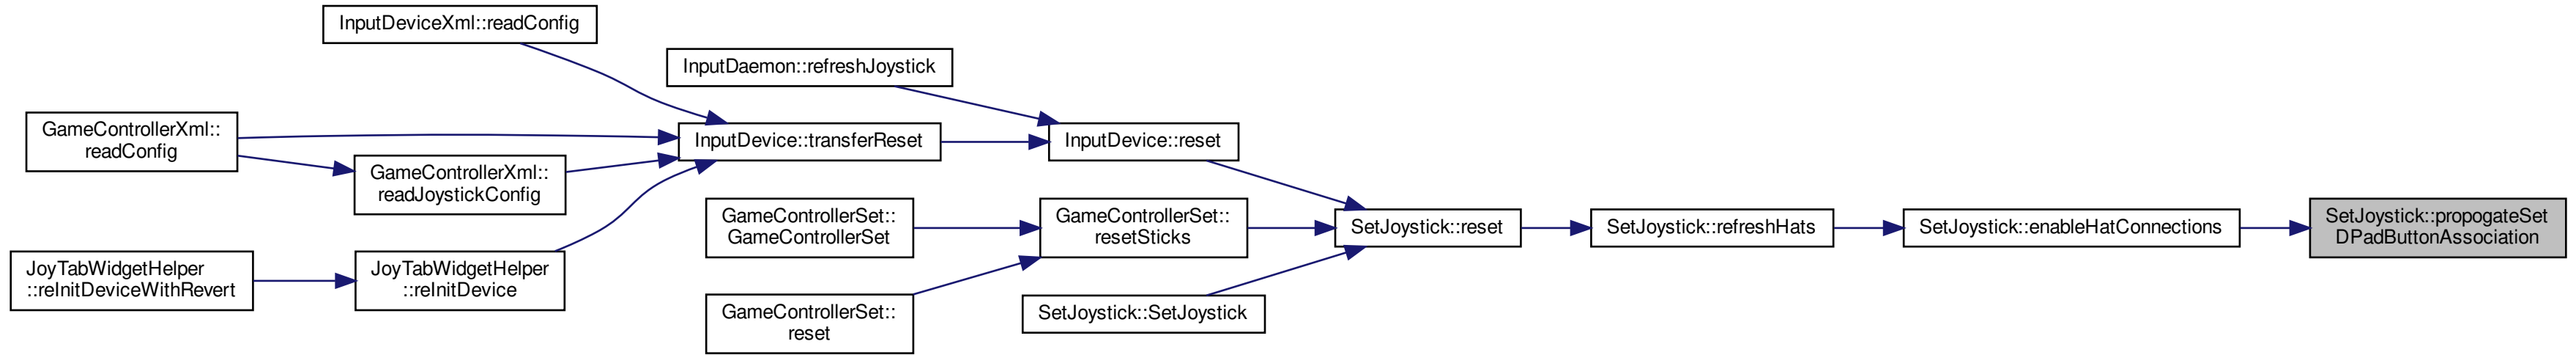 InputDeviceXml::readConfig
InputDaemon::refreshJoystick
GameControllerXml::
readConfig
InputDevice::transferReset
InputDevice::reset
GameControllerXml::
readJoystickConfig
GameControllerSet::
GameControllerSet
GameControllerSet::
resetSticks
SetJoystick::reset
SetJoystick::refreshHats
SetJoystick::enableHatConnections
SetJoystick::propogateSet
DPadButtonAssociation
JoyTabWidgetHelper
::reInitDeviceWithRevert
JoyTabWidgetHelper
::reInitDevice
GameControllerSet::
reset
SetJoystick::SetJoystick